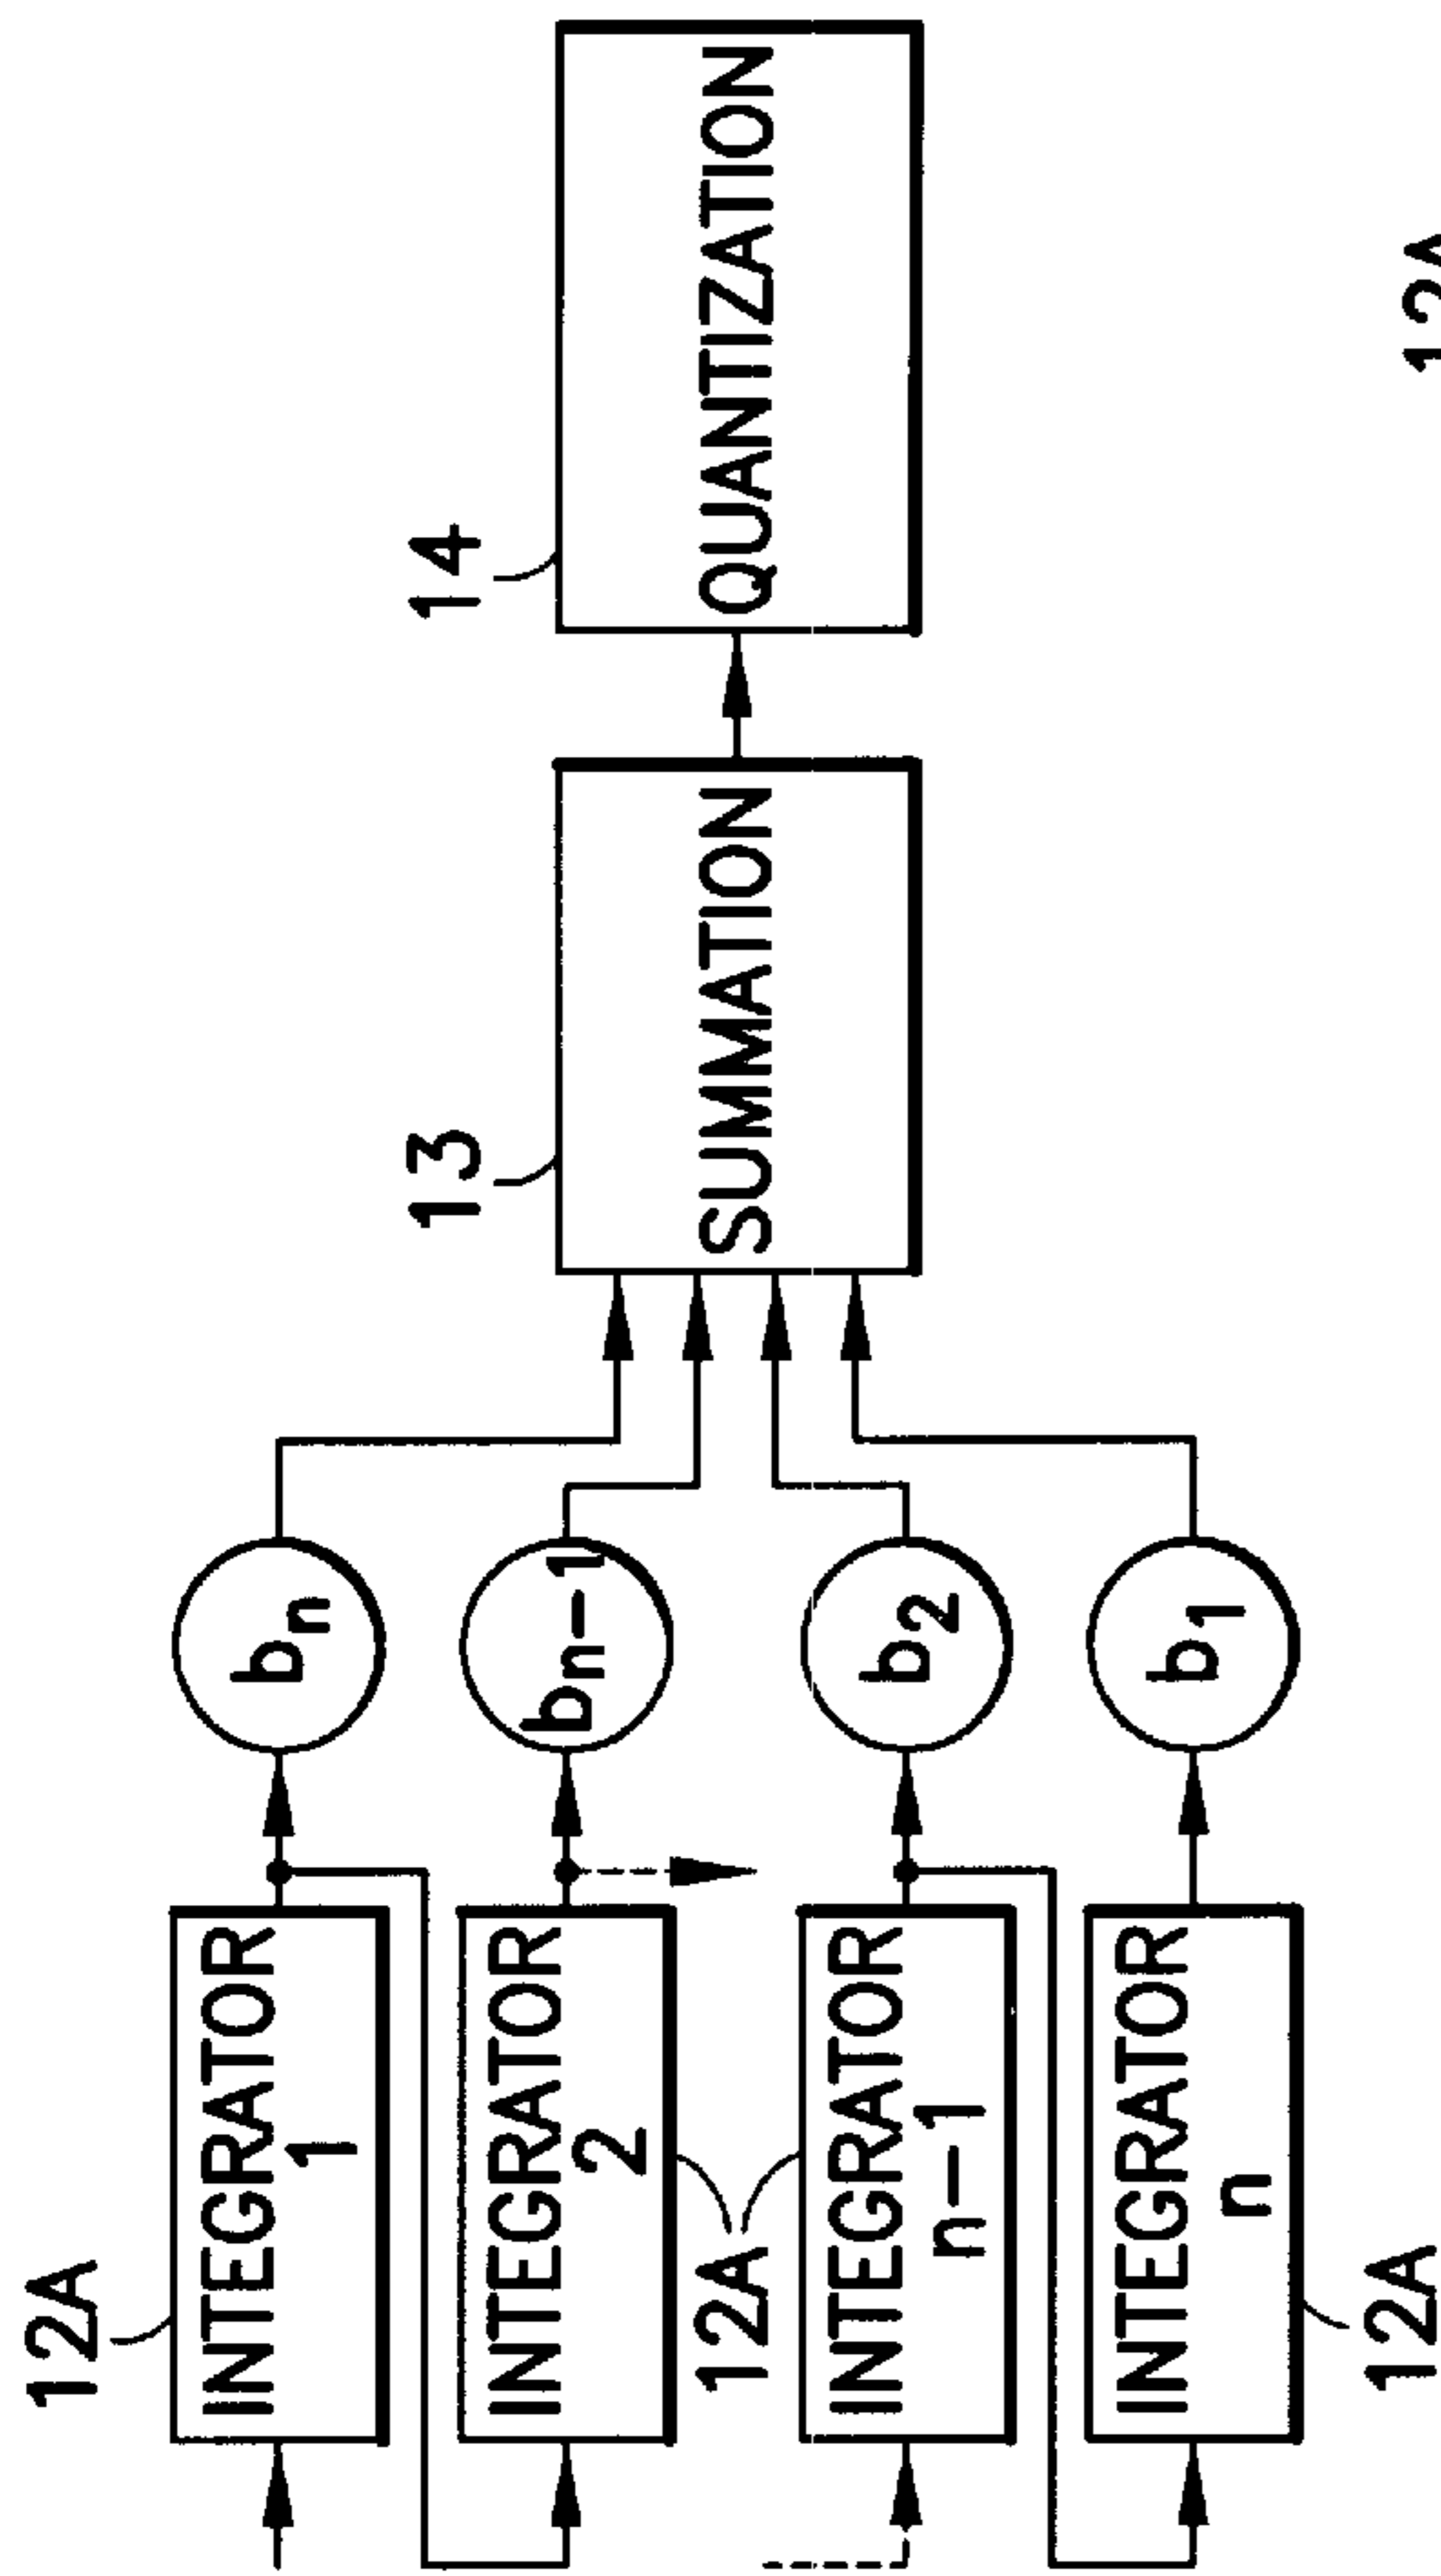 12A
INTEGRATOR
1
bn
INTEGRATOR
2
bn-1
12A
INTEGRATOR
n-1
b2
INTEGRATOR
n
b1
12A
13
SUMMATION
14
QUANTIZATION